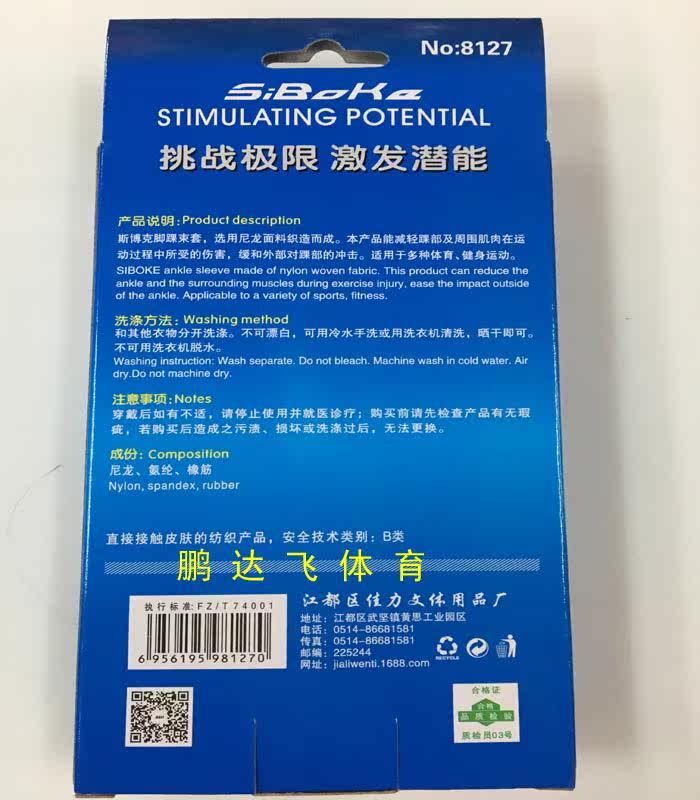 No:8127
SiBoKe
STIMULATING POTENTIAL
挑战极限 激发潜能
产品说明:Product description
斯博克脚踝束套，选用尼龙面料织造而成。本产品能减轻踝部及周围肌肉在运
动过程中所受的伤害，缓和外部对踝部的冲击。适用于多种体育、健身运动。
SIBOKE ankle sleeve made of nylon woven fabric. This product can reduce the
ankle and the surrounding muscles during exercise injury, ease the impact outside
of the ankle. Applicable to a variety of sports, fitness.
洗涤方法: Washing method
和其他衣物分开洗涤。不可漂白，可用冷水手洗或用洗衣机清洗，晒干即可。
不可用洗衣机脱水。
Washing instruction: Wash separate. Do not bleach. Machine wash in cold water. Air
dry.Do not machine dry.
注意事项:Notes
穿戴后如有不适，请停止使用并就医诊疗；购买前请先检查产品有无瑕
疵，若购买后造成之污渍、损坏或洗涤过后，无法更换。
成份: Composition
尼龙、氨纶、橡筋
Nylon, spandex, rubber
直接接触皮肤的纺织产品，安全技术类别: B类
鹏达飞体育
执行标准: FZ/T 74001
6 956195 981270
江都区佳力文体用品厂
地址: 江都区武坚镇黄思工业园区
电话: 0514-86681581
传真: 0514-86681581
邮编: 225244
网址: jialiwenti.1688.com
RECYCLE
合格证
合格
品质检验
质检员03号